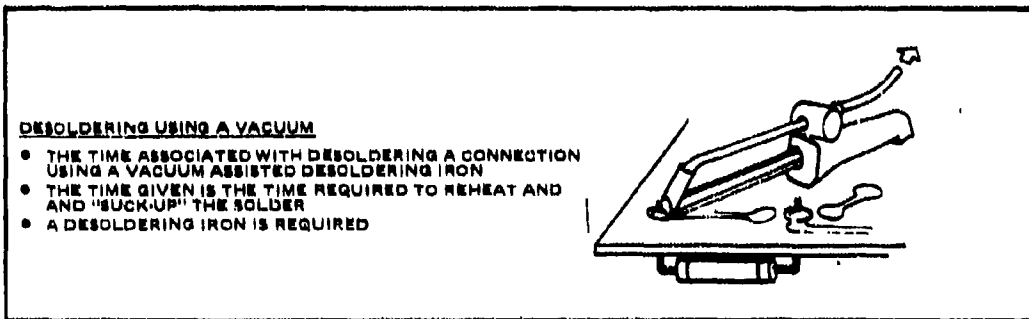 DESOLDERING USING A VACUUM
● THE TIME ASSOCIATED WITH DESOLDERING A CONNECTION
USING A VACUUM ASSISTED DESOLDERING IRON
● THE TIME GIVEN IS THE TIME REQUIRED TO REHEAT AND
AND "SUCK-UP" THE SOLDER
● A DESOLDERING IRON IS REQUIRED